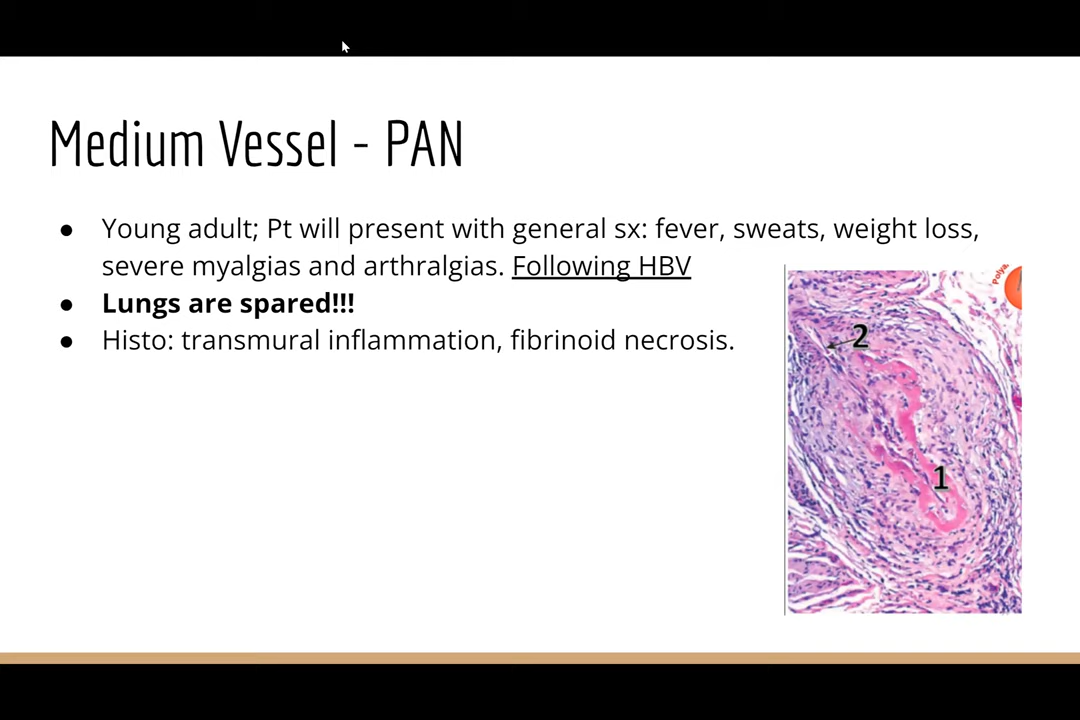 Medium Vessel - PAN
● Young adult; Pt will present with general sx: fever, sweats, weight loss,
severe myalgias and arthralgias. Following HBV
● Lungs are spared!!!
● Histo: transmural inflammation, fibrinoid necrosis.
2
1